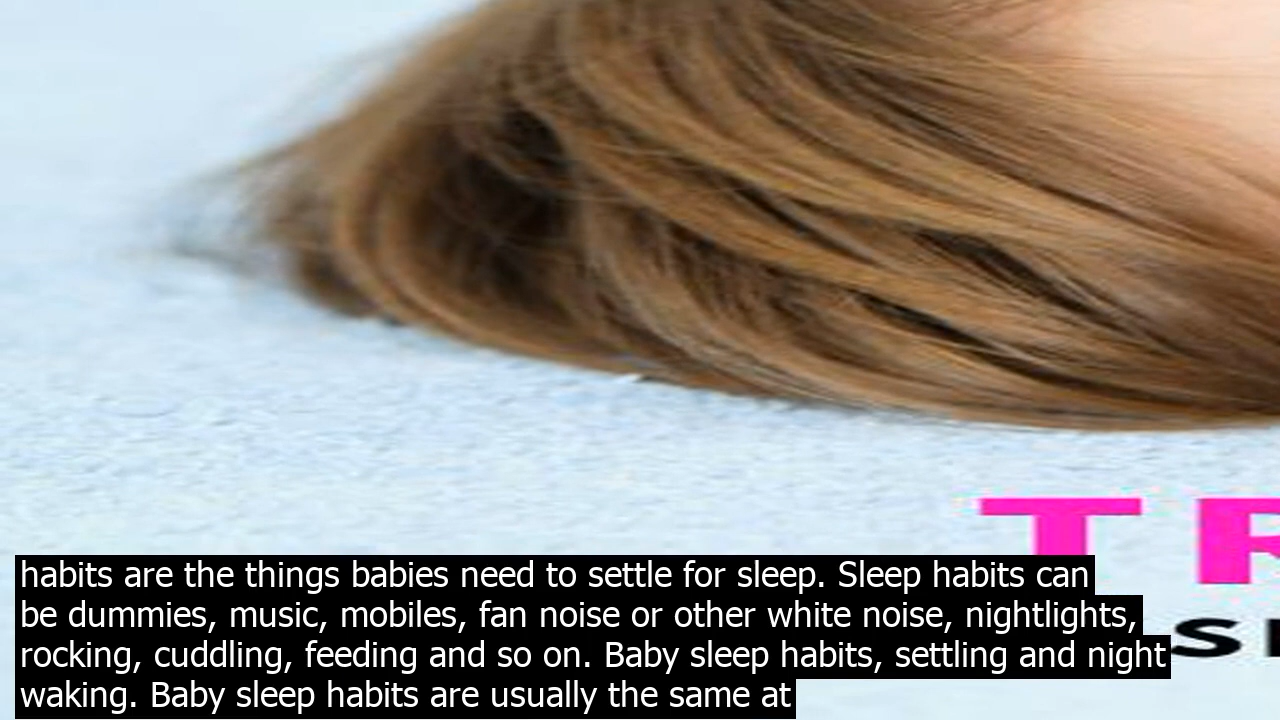 TR
habits are the things babies need to settle for sleep. Sleep habits can
be dummies, music, mobiles, fan noise or other white noise, nightlights,
rocking, cuddling, feeding and so on. Baby sleep habits, settling and night
waking. Baby sleep habits are usually the same at